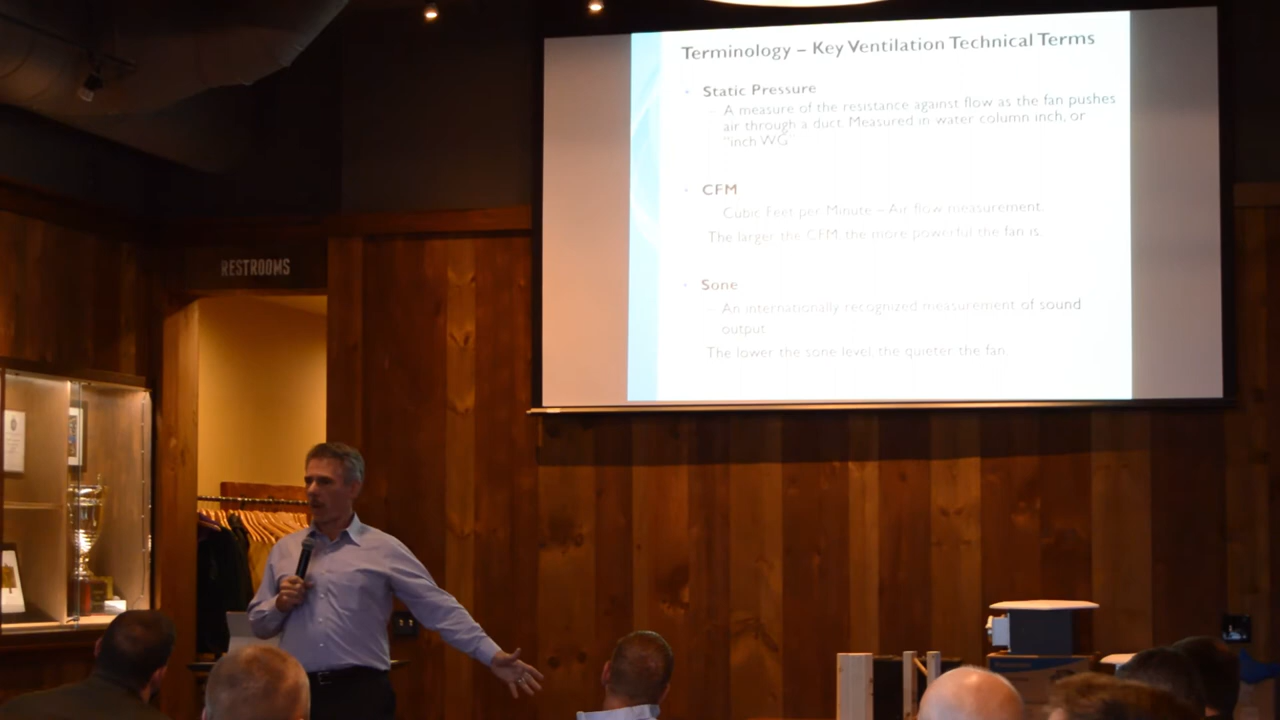 Terminology – Key Ventilation Technical Terms
Static Pressure
A measure of the resistance against flow as the fan pushes
air through a duct. Measured in water column inch, or
"inch WG"
CFM
Cubic Feet per Minute – Air flow measurement.
The larger the CFM the more powerful the fan is.
Sone
An internationally recognized measurement of sound
output
The lower the sone level, the quieter the fan
RESTROOMS